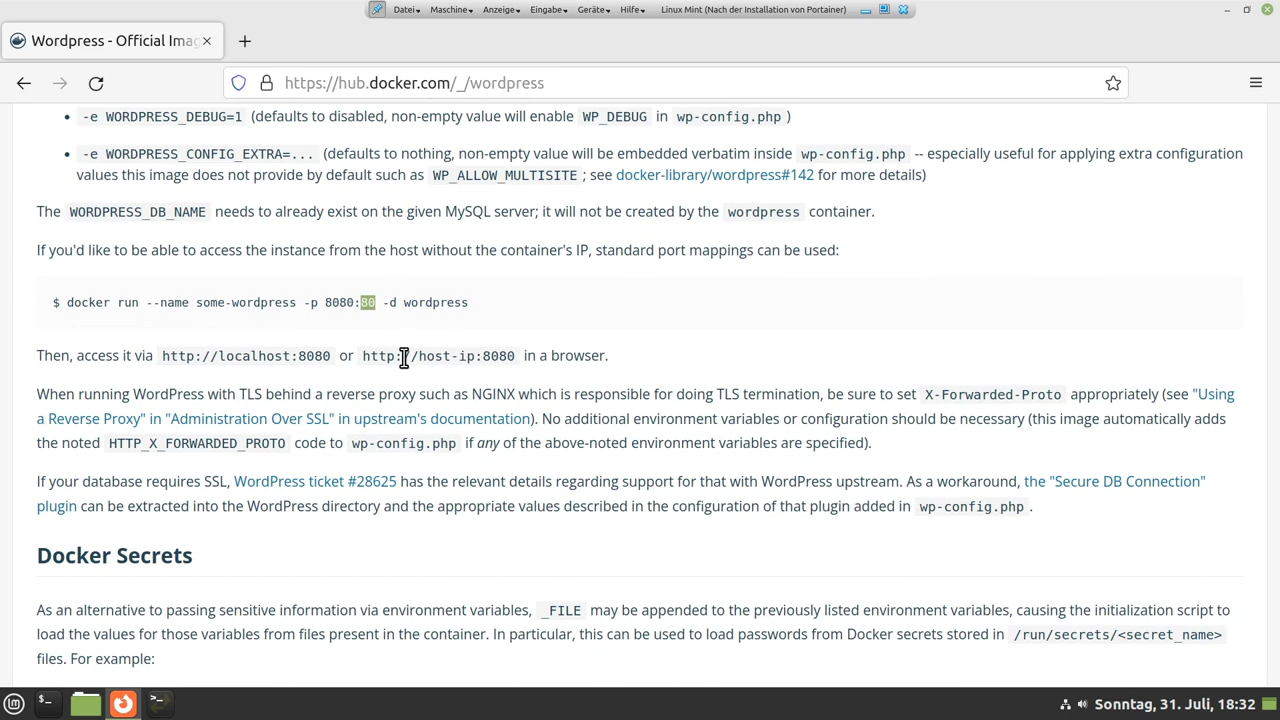 Datei Maschine Anzeige Eingabe Geräte Hilfe Linux Mint (Nach der Installation von Portainer)
Wordpress - Official Imag
https://hub.docker.com/_/wordpress
• -e WORDPRESS_DEBUG=1 (defaults to disabled, non-empty value will enable WP_DEBUG in wp-config.php )
• -e WORDPRESS_CONFIG_EXTRA=... (defaults to nothing, non-empty value will be embedded verbatim inside wp-config.php -- especially useful for applying extra configuration
values this image does not provide by default such as WP_ALLOW_MULTISITE ; see docker-library/wordpress#142 for more details)
The WORDPRESS_DB_NAME needs to already exist on the given MySQL server; it will not be created by the wordpress container.
If you'd like to be able to access the instance from the host without the container's IP, standard port mappings can be used:
$ docker run --name some-wordpress -p 8080:80 -d wordpress
Then, access it via http://localhost:8080 or http://host-ip:8080 in a browser.
When running WordPress with TLS behind a reverse proxy such as NGINX which is responsible for doing TLS termination, be sure to set X-Forwarded-Proto appropriately (see "Using
a Reverse Proxy" in "Administration Over SSL" in upstream's documentation). No additional environment variables or configuration should be necessary (this image automatically adds
the noted HTTP_X_FORWARDED_PROTO code to wp-config.php if any of the above-noted environment variables are specified).
If your database requires SSL, WordPress ticket #28625 has the relevant details regarding support for that with WordPress upstream. As a workaround, the "Secure DB Connection"
plugin can be extracted into the WordPress directory and the appropriate values described in the configuration of that plugin added in wp-config.php .
Docker Secrets
As an alternative to passing sensitive information via environment variables, _FILE may be appended to the previously listed environment variables, causing the initialization script to
load the values for those variables from files present in the container. In particular, this can be used to load passwords from Docker secrets stored in /run/secrets/<secret_name>
files. For example:
Sonntag, 31. Juli, 18:32